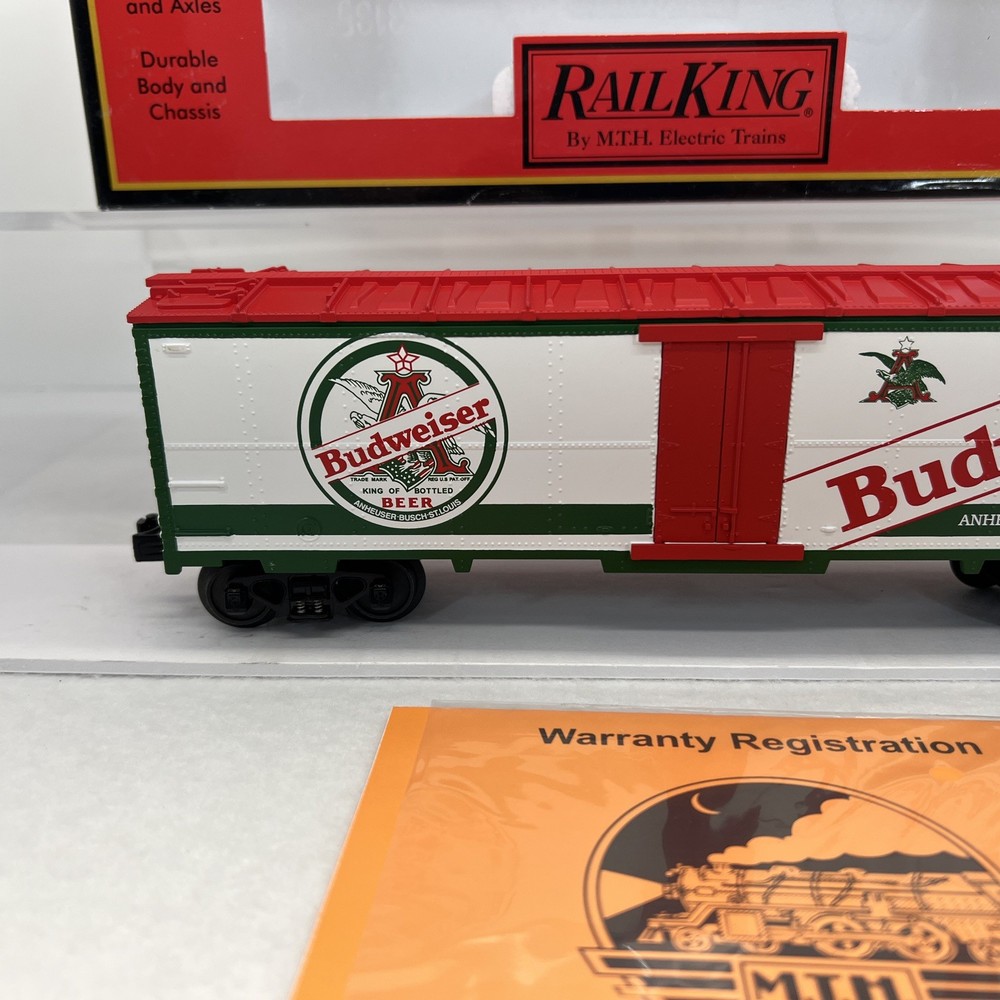 and Axles
Durable
Body and
Chassis
RAILKING®
By M.T.H. Electric Trains
A
Budweiser
TRADE MARK REG U.S PAT. OFF.
KING OF BOTTLED
BEER
ANHEUSER-BUSCH-ST.LOUIS
A
Bud
ANHE
Warranty Registration
M.T.H